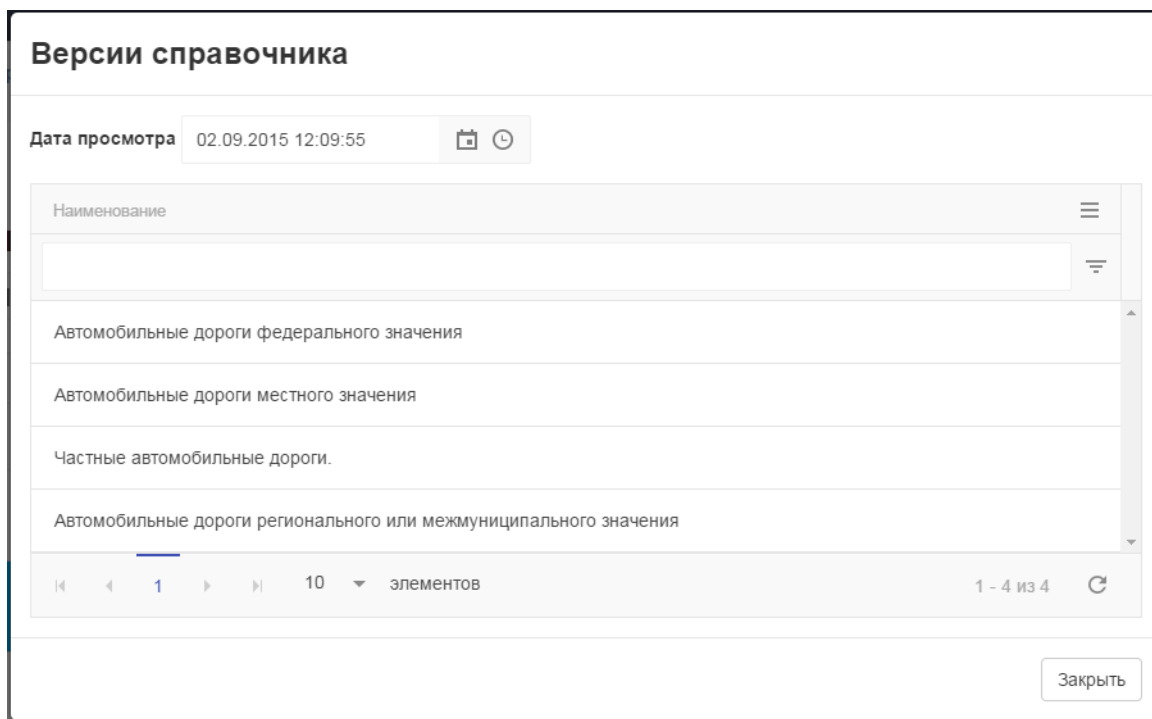 Версии справочника
Дата просмотра 02.09.2015 12:09:55
Наименование
Автомобильные дороги федерального значения
Автомобильные дороги местного значения
Частные автомобильные дороги.
Автомобильные дороги регионального или межмуниципального значения
1 10 элементов 1 - 4 из 4
Закрыть